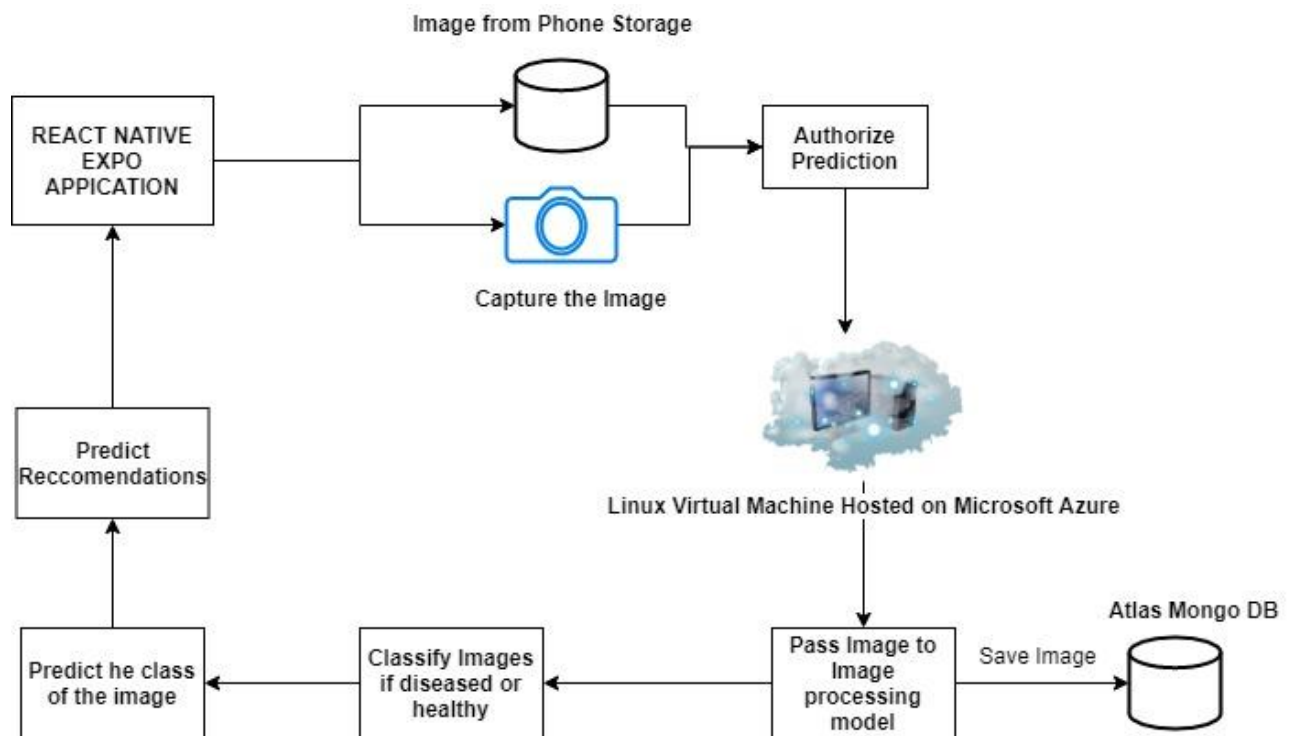 Image from Phone Storage
REACT NATIVE
EXPO
APPICATION
Authorize
Prediction
Capture the Image
Predict
Reccomendations
Linux Virtual Machine Hosted on Microsoft Azure
Atlas Mongo DB
Predict he class
of the image
Classify Images
if diseased or
healthy
Pass Image to
Image
processing
model
Save Image